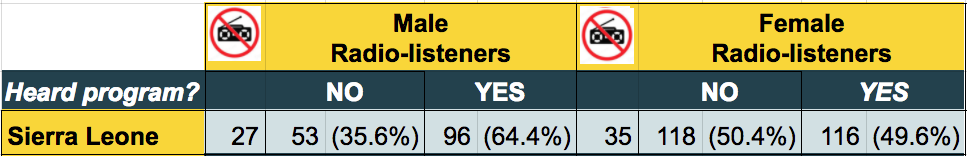 Male Radio-listeners Female Radio-listeners
Heard program? NO YES NO YES
Sierra Leone 27 53 (35.6%) 96 (64.4%) 35 118 (50.4%) 116 (49.6%)